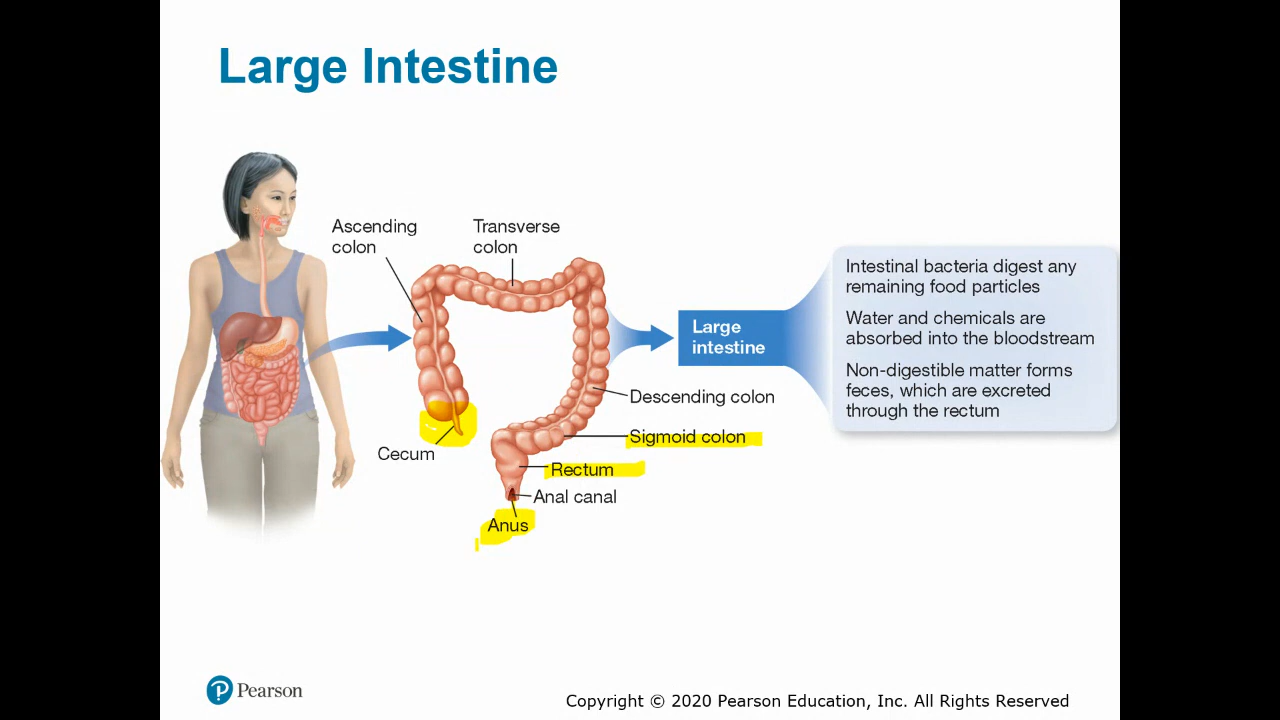 Large Intestine
Ascending
colon
Transverse
colon
Large
intestine
Intestinal bacteria digest any
remaining food particles
Water and chemicals are
absorbed into the bloodstream
Non-digestible matter forms
feces, which are excreted
through the rectum
Descending colon
Sigmoid colon
Cecum
Rectum
Anal canal
Anus
Pearson
Copyright © 2020 Pearson Education, Inc. All Rights Reserved